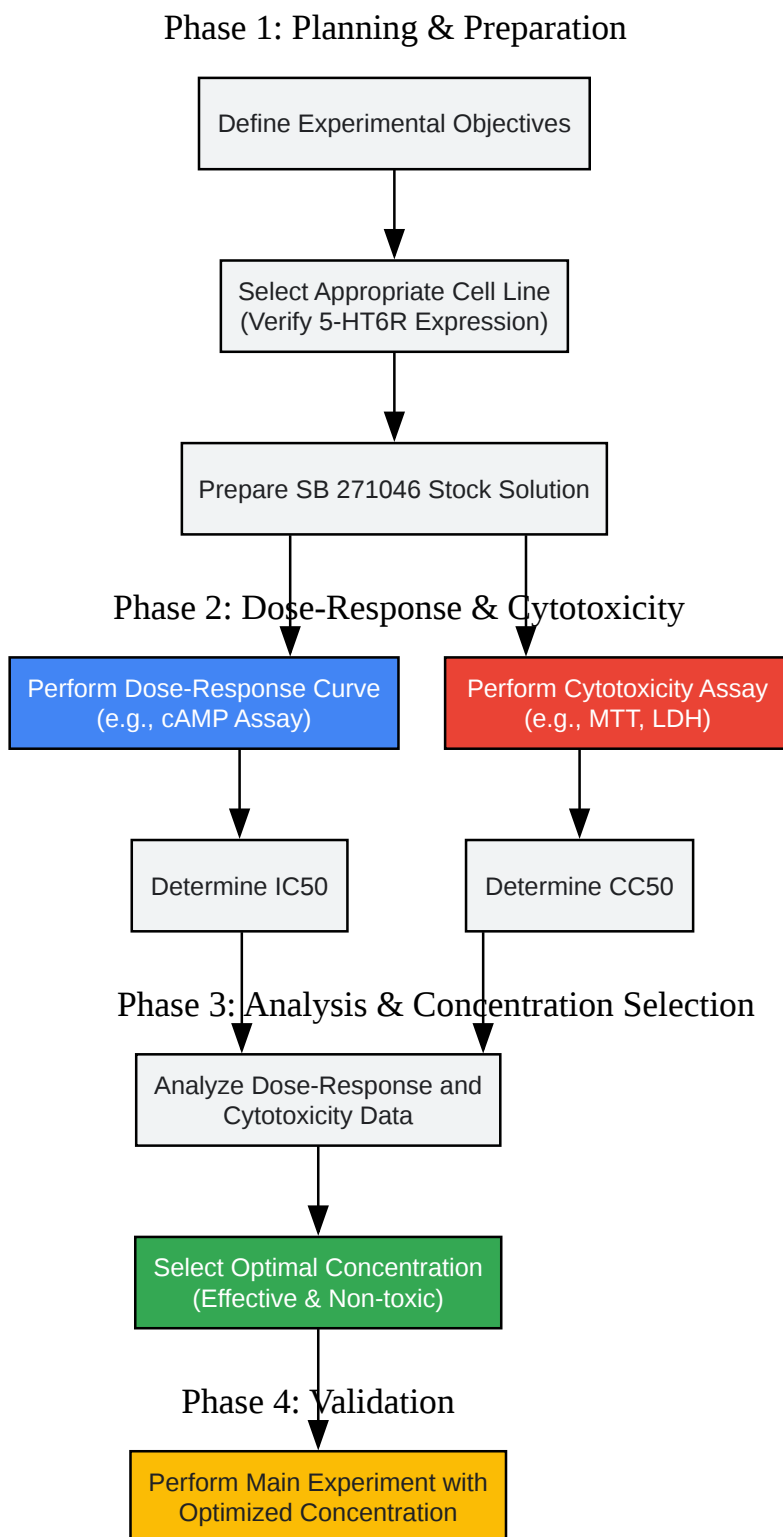 Phase 1: Planning & Preparation
Define Experimental Objectives
Select Appropriate Cell Line
(Verify 5-HT6R Expression)
Prepare SB 271046 Stock Solution
Phase 2: Dose-Response & Cytotoxicity
Perform Dose-Response Curve
(e.g., cAMP Assay)
Perform Cytotoxicity Assay
(e.g., MTT, LDH)
Determine IC50
Determine CC50
Phase 3: Analysis & Concentration Selection
Analyze Dose-Response and
Cytotoxicity Data
Select Optimal Concentration
(Effective & Non-toxic)
Phase 4: Validation
Perform Main Experiment with
Optimized Concentration